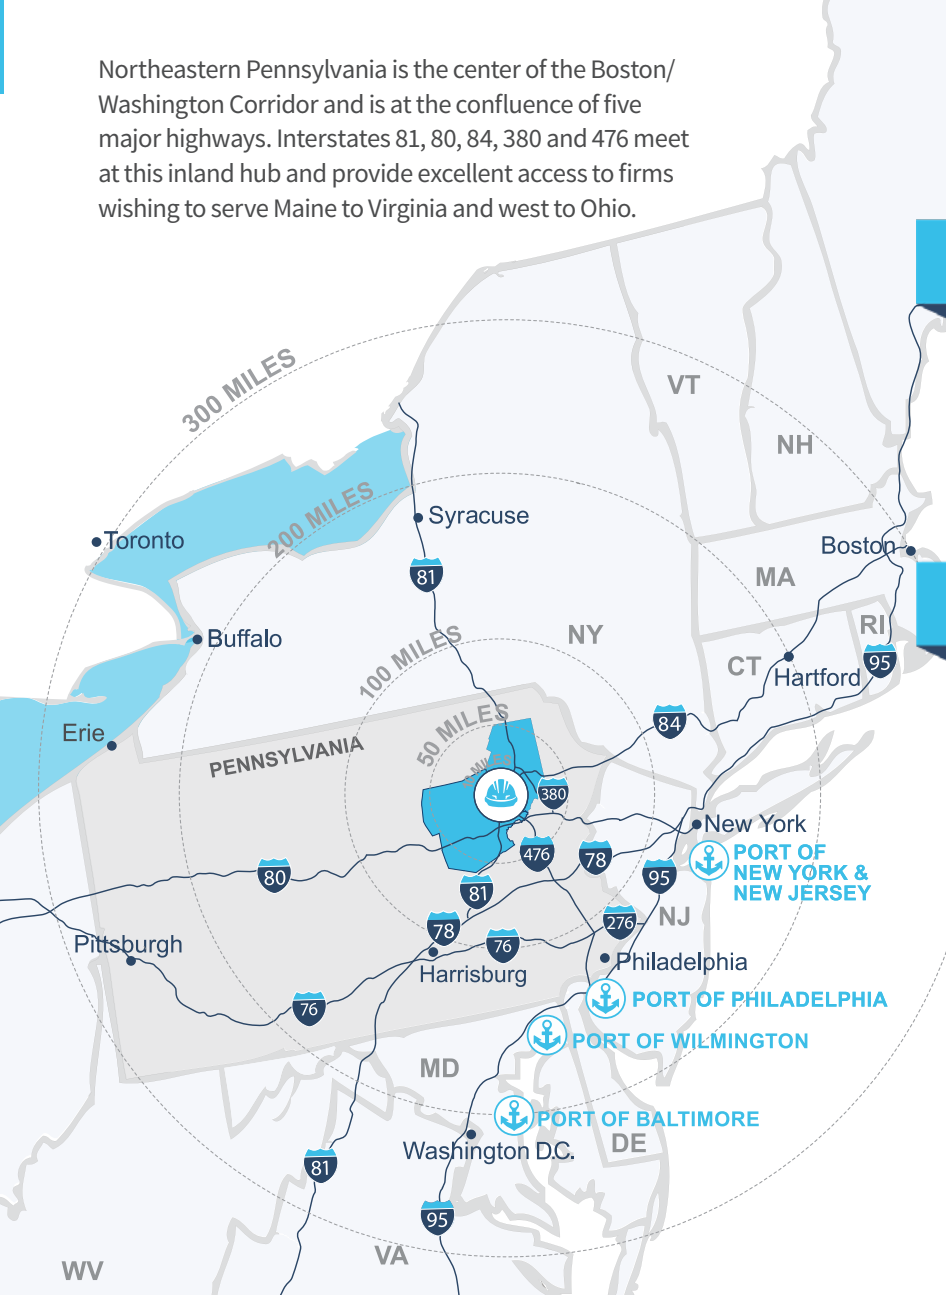 Northeastern Pennsylvania is the center of the Boston/
Washington Corridor and is at the confluence of five
major highways. Interstates 81, 80, 84, 380 and 476 meet
at this inland hub and provide excellent access to firms
wishing to serve Maine to Virginia and west to Ohio.
300 MILES
VT
NH
200 MILES
Syracuse
Toronto
Boston
81
MA
Buffalo
100 MILES
NY
RI
CT
Hartford
95
Erie
50 MILES
84
PENNSYLVANIA
MILES
380
New York
PORT OF
NEW YORK &
NEW JERSEY
80
476
78
95
81
NJ
78
276
Pittsburgh
76
Harrisburg
Philadelphia
76
PORT OF PHILADELPHIA
PORT OF WILMINGTON
MD
PORT OF BALTIMORE
Washington D.C.
DE
81
95
VA
WV